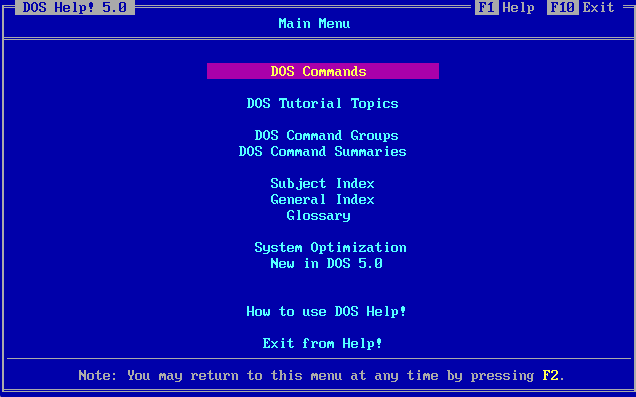 DOS Help! 5.0 F1 Help F10 Exit
Main Menu
DOS Commands
DOS Tutorial Topics
DOS Command Groups
DOS Command Summaries
Subject Index
General Index
Glossary
System Optimization
New in DOS 5.0
How to use DOS Help!
Exit from Help!
Note: You may return to this menu at any time by pressing F2.